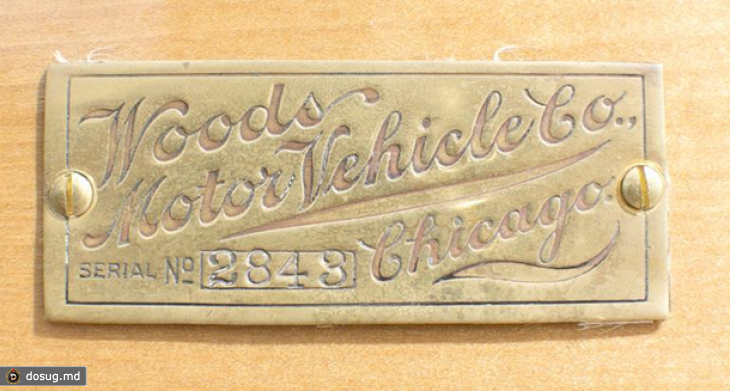 Woods
Motor Vehicle Co.,
Chicago.
SERIAL No 2843
dosug.md